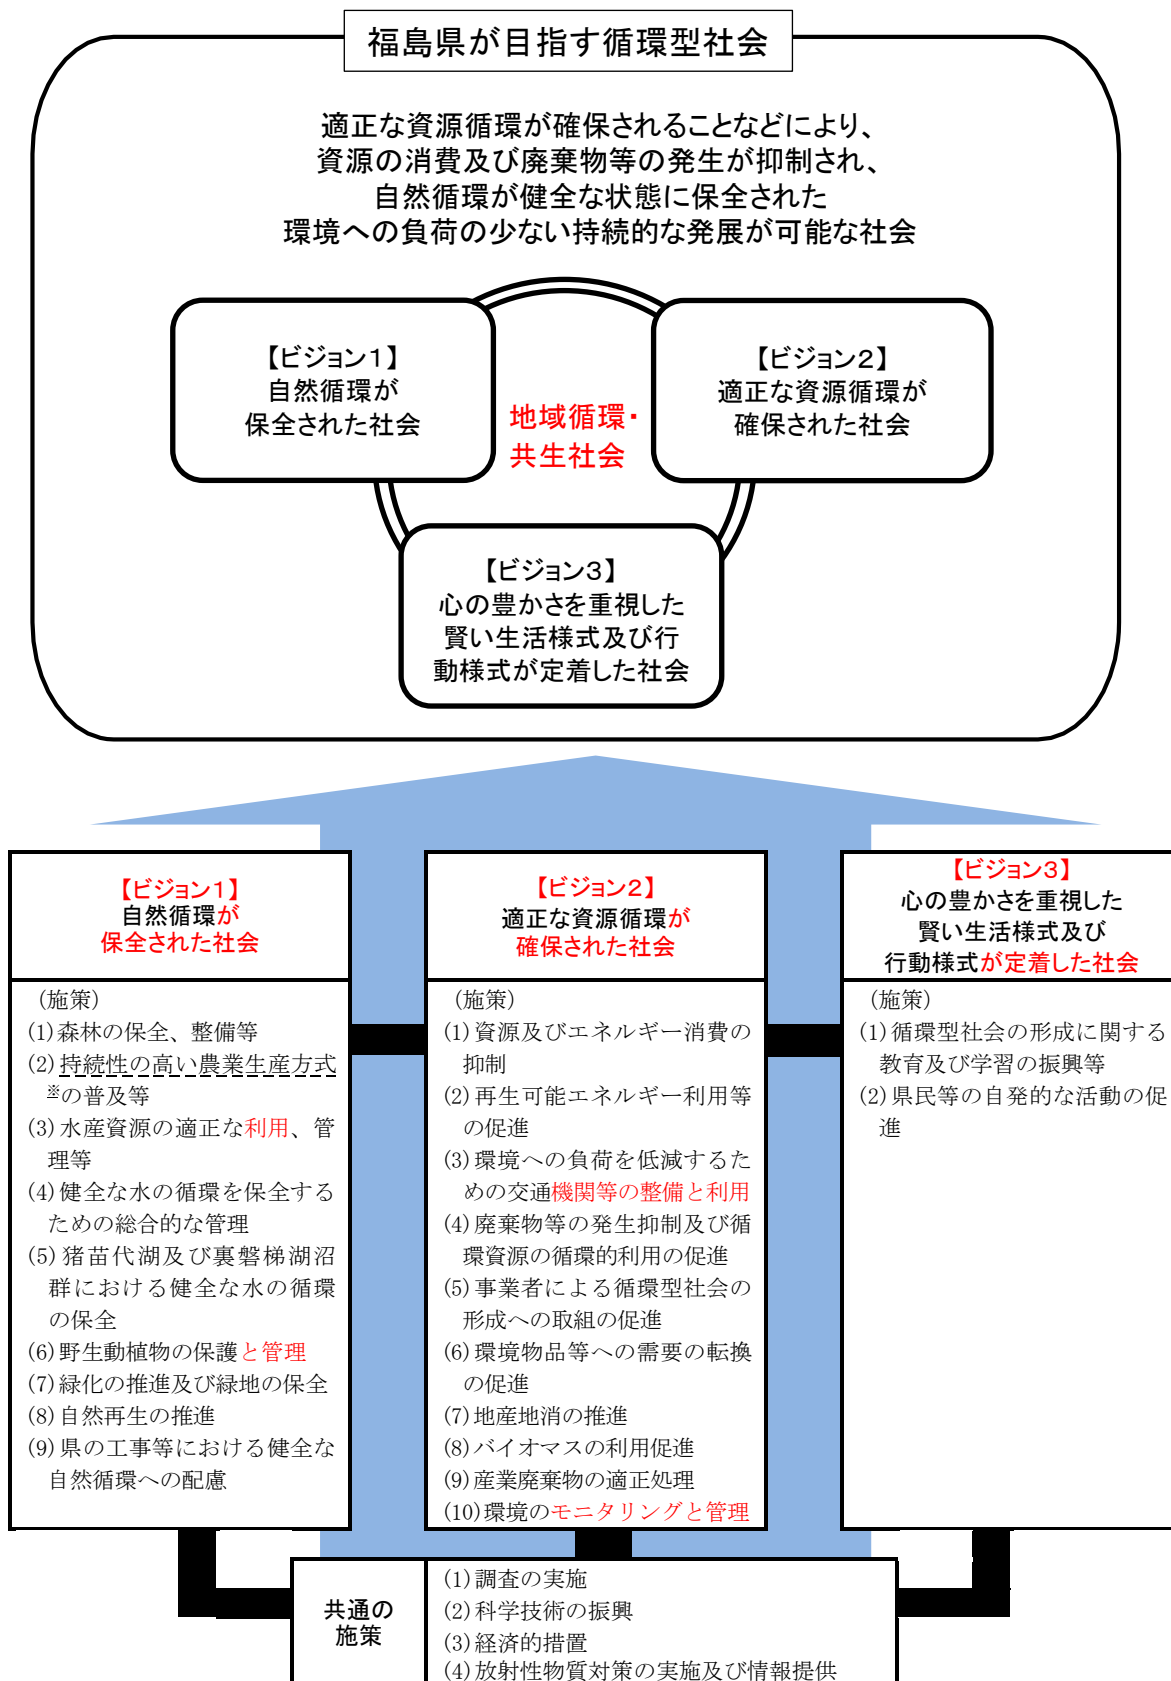 福島県が目指す循環型社会
適正な資源循環が確保されることなどにより、
資源の消費及び廃棄物等の発生が抑制され、
自然循環が健全な状態に保全された
環境への負荷の少ない持続的な発展が可能な社会
【ビジョン１】
自然循環が
保全された社会
【ビジョン２】
適正な資源循環が
確保された社会
地域循環・
共生社会
【ビジョン３】
心の豊かさを重視した
賢い生活様式及び行
動様式が定着した社会
【ビジョン１】
自然循環が
保全された社会
(施策)
(1)森林の保全、整備等
(2)持続性の高い農業生産方式
※の普及等
(3)水産資源の適正な利用、管
理等
(4)健全な水の循環を保全する
ための総合的な管理
(5)猪苗代湖及び裏磐梯湖沼
群における健全な水の循環
の保全
(6)野生動植物の保護と管理
(7)緑化の推進及び緑地の保全
(8)自然再生の推進
(9)県の工事等における健全な
自然循環への配慮
【ビジョン２】
適正な資源循環が
確保された社会
(施策)
(1)資源及びエネルギー消費の
抑制
(2)再生可能エネルギー利用等
の促進
(3)環境への負荷を低減するた
めの交通機関等の整備と利用
(4)廃棄物等の発生抑制及び循
環資源の循環的利用の促進
(5)事業者による循環型社会の
形成への取組の促進
(6)環境物品等への需要の転換
の促進
(7)地産地消の推進
(8)バイオマスの利用促進
(9)産業廃棄物の適正処理
(10)環境のモニタリングと管理
【ビジョン３】
心の豊かさを重視した
賢い生活様式及び
行動様式が定着した社会
(施策)
(1)循環型社会の形成に関する
教育及び学習の振興等
(2)県民等の自発的な活動の促
進
共通の
施策
(1)調査の実施
(2)科学技術の振興
(3)経済的措置
(4)放射性物質対策の実施及び情報提供